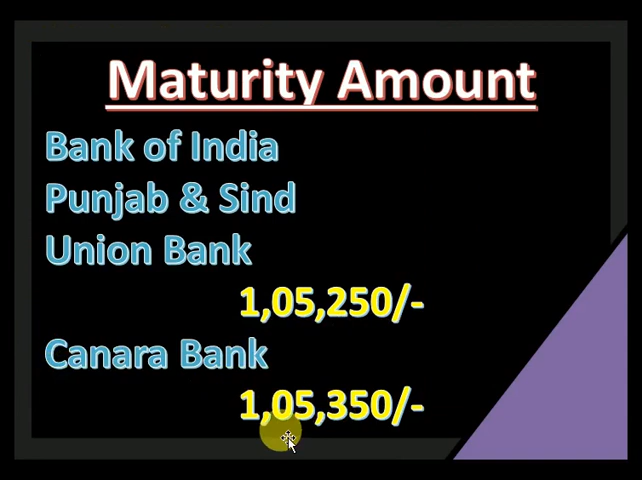 Maturity Amount
Bank of India
Punjab & Sind
Union Bank
1,05,250/-
Canara Bank
1,05,350/-